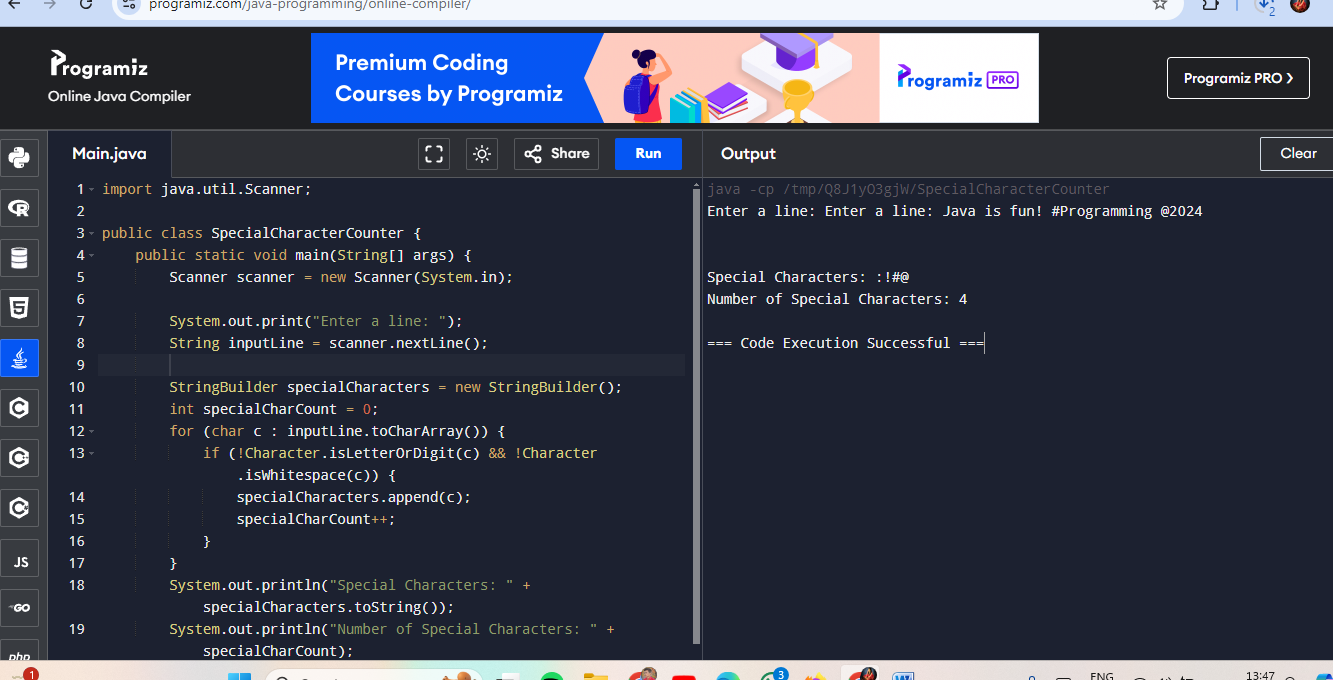 programiz.com/java-programming/online-compiler/
2
Programiz
Online Java Compiler
Premium Coding
Courses by Programiz
Programiz PRO
Programiz PRO ❯
Main.java
Share
Run
Output
Clear
1 import java.util.Scanner;
2
3 public class SpecialCharacterCounter {
4 public static void main(String[] args) {
5 Scanner scanner = new Scanner(System.in);
6
7 System.out.print("Enter a line: ");
8 String inputLine = scanner.nextLine();
9
10 StringBuilder specialCharacters = new StringBuilder();
11 int specialCharCount = 0;
12 for (char c : inputLine.toCharArray()) {
13 if (!Character.isLetterOrDigit(c) && !Character
.isWhitespace(c)) {
14 specialCharacters.append(c);
15 specialCharCount++;
16 }
17 }
18 System.out.println("Special Characters: " +
specialCharacters.toString());
19 System.out.println("Number of Special Characters: " +
specialCharCount);
java -cp /tmp/Q8J1yO3gjW/SpecialCharacterCounter
Enter a line: Enter a line: Java is fun! #Programming @2024
Special Characters: :!#@
Number of Special Characters: 4
=== Code Execution Successful ===
JS
GO
php
1
3
ENG
13:47